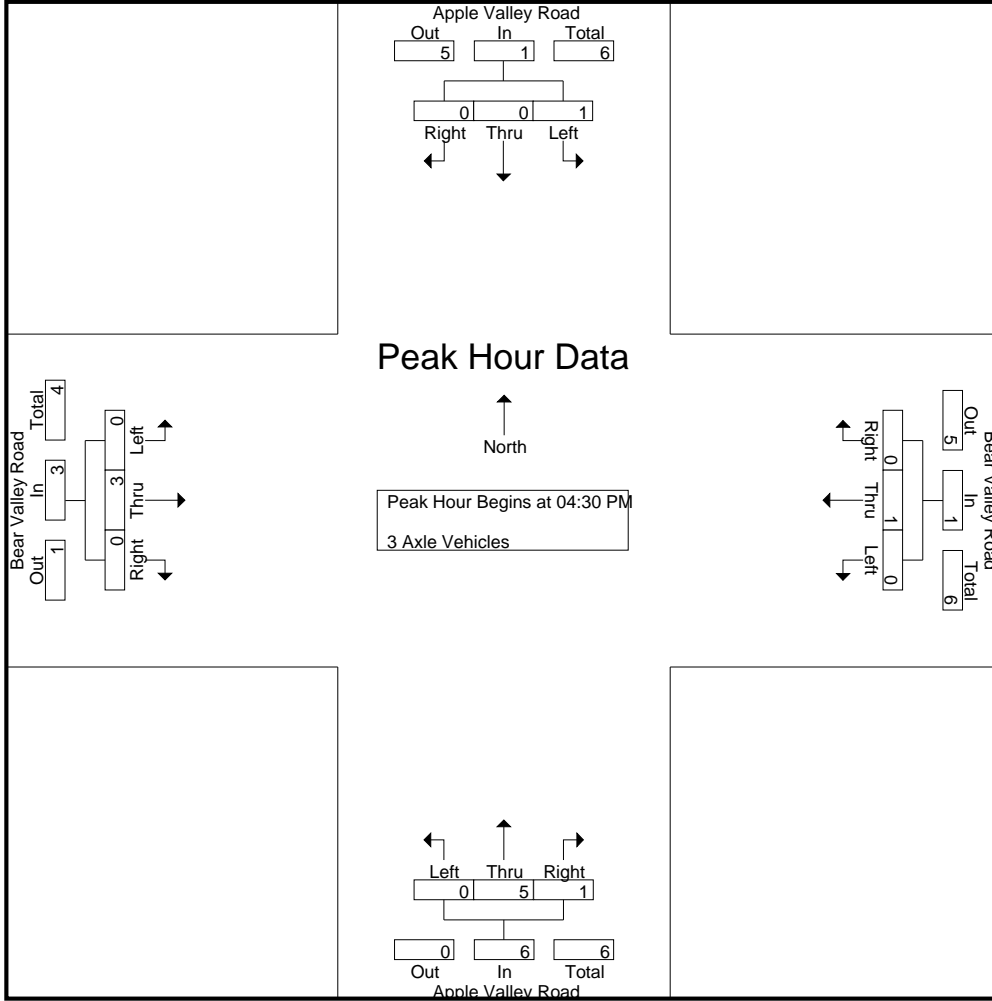 Apple Valley Road
Out In Total
5 1 6
0 0 1
Right Thru Left
Peak Hour Data
North
Peak Hour Begins at 04:30 PM
3 Axle Vehicles
Bear Valley Road
Total In Out
4 3 1
0 3 0
Left Thru Right
Bear Valley Road
Out In Total
5 1 6
0 1 0
Right Thru Left
Left Thru Right
0 5 1
0 6 6
Out In Total
Apple Valley Road